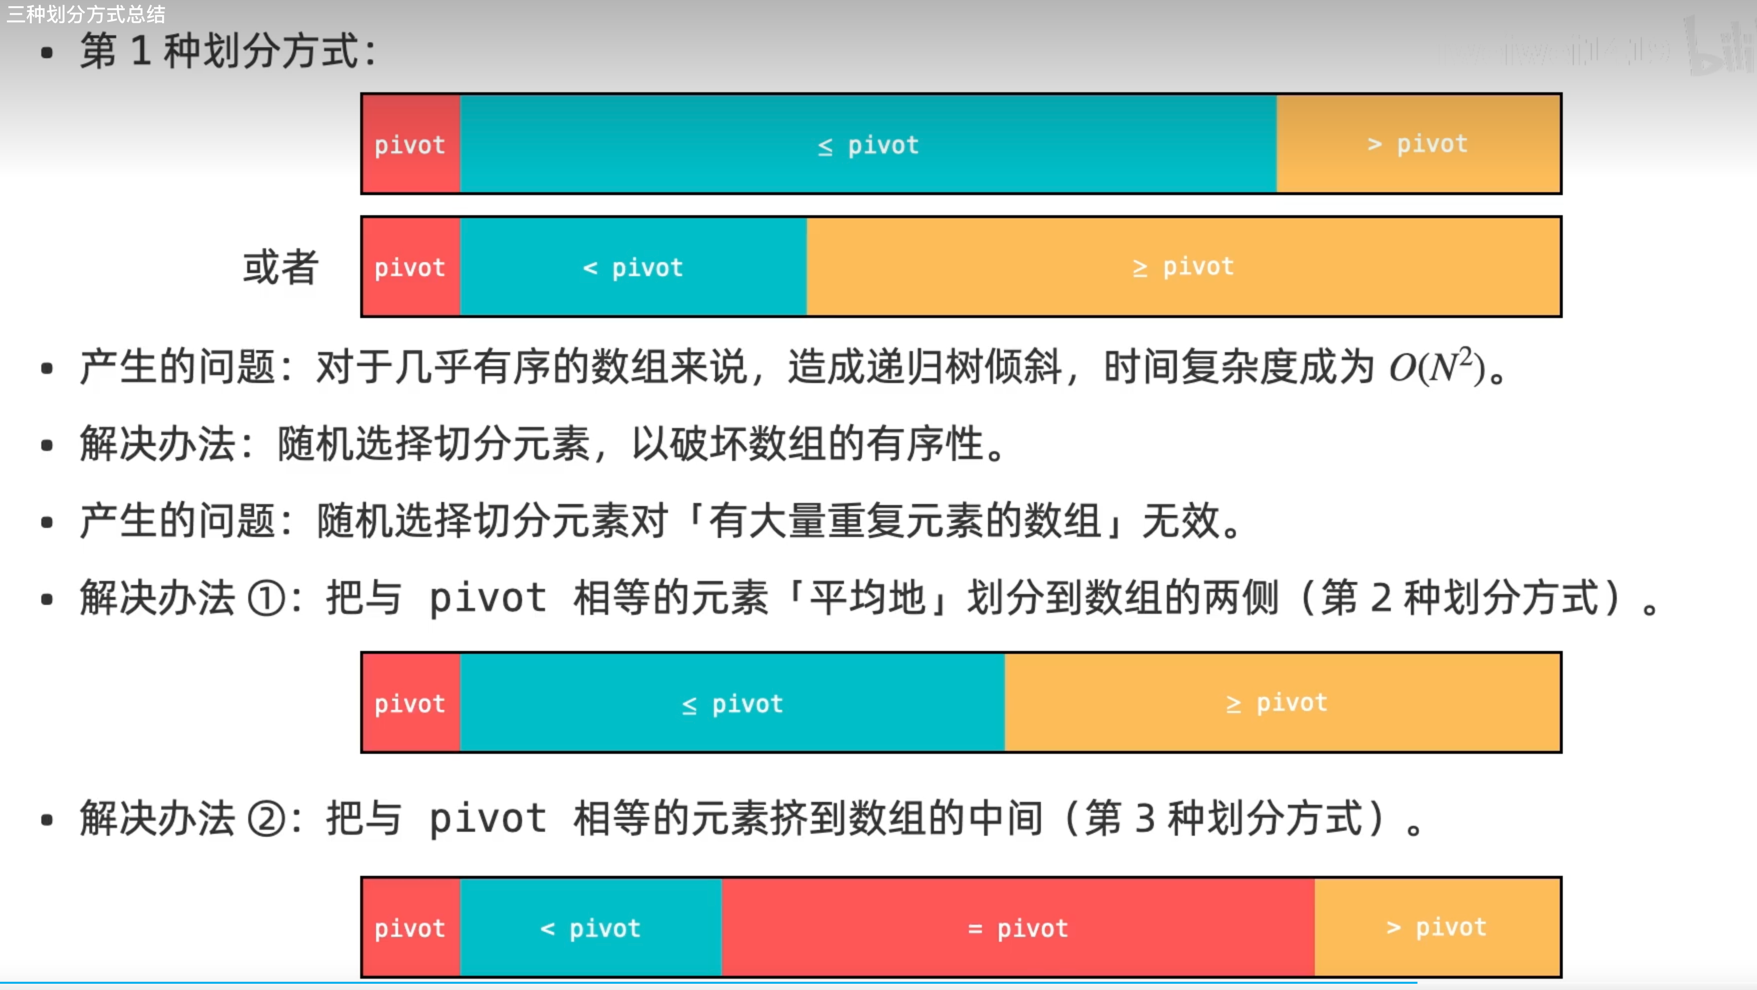 三种划分方式总结
• 第 1 种划分方式：
pivot ≤ pivot > pivot
或者 pivot < pivot ≥ pivot
• 产生的问题：对于几乎有序的数组来说，造成递归树倾斜，时间复杂度成为 O(N²)。
• 解决办法：随机选择切分元素，以破坏数组的有序性。
• 产生的问题：随机选择切分元素对「有大量重复元素的数组」无效。
• 解决办法 ①：把与 pivot 相等的元素「平均地」划分到数组的两侧（第 2 种划分方式）。
pivot ≤ pivot ≥ pivot
• 解决办法 ②：把与 pivot 相等的元素挤到数组的中间（第 3 种划分方式）。
pivot < pivot = pivot > pivot